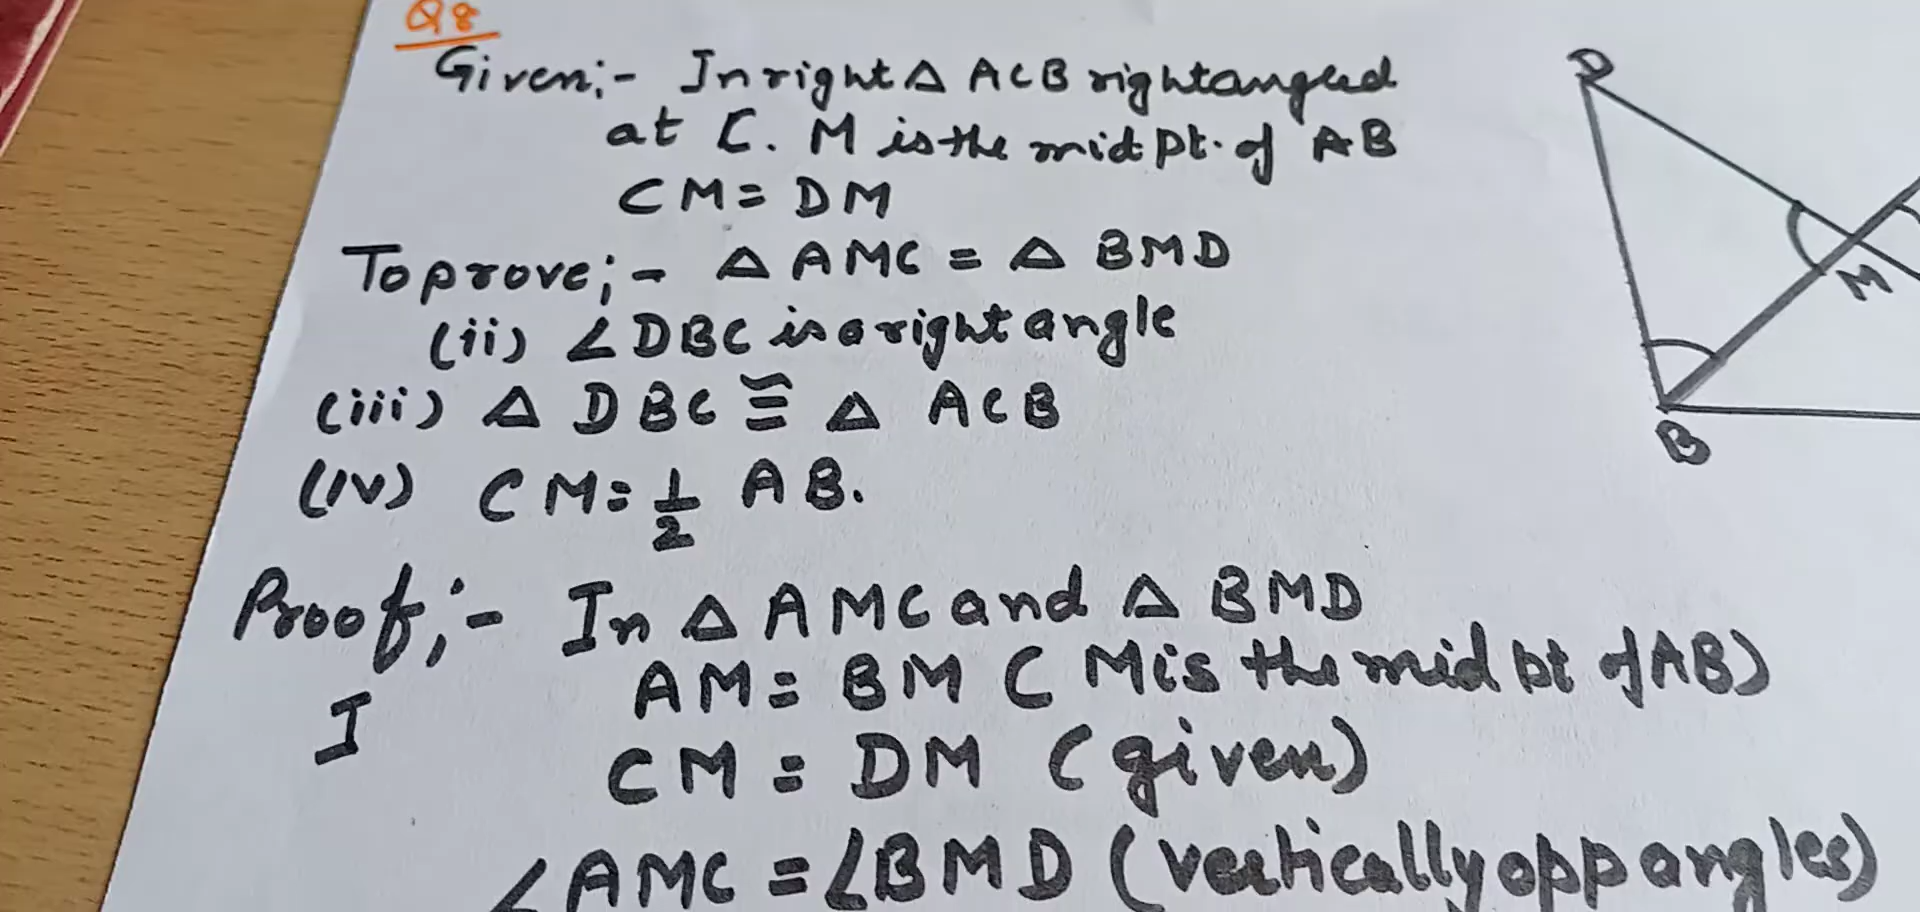 Q8
Given:- In right △ ACB rightangled
at C. M is the mid pt. of AB
CM = DM
To prove;- △ AMC = △ BMD
(ii) ∠DBC is a right angle
(iii) △ DBC ≅ △ ACB
(iv) CM = 1/2 AB.
Proof;- In △ AMC and △ BMD
I AM = BM ( M is the mid pt of AB)
CM = DM (given)
∠AMC = ∠BMD (vertically opp angles)
D
M
B